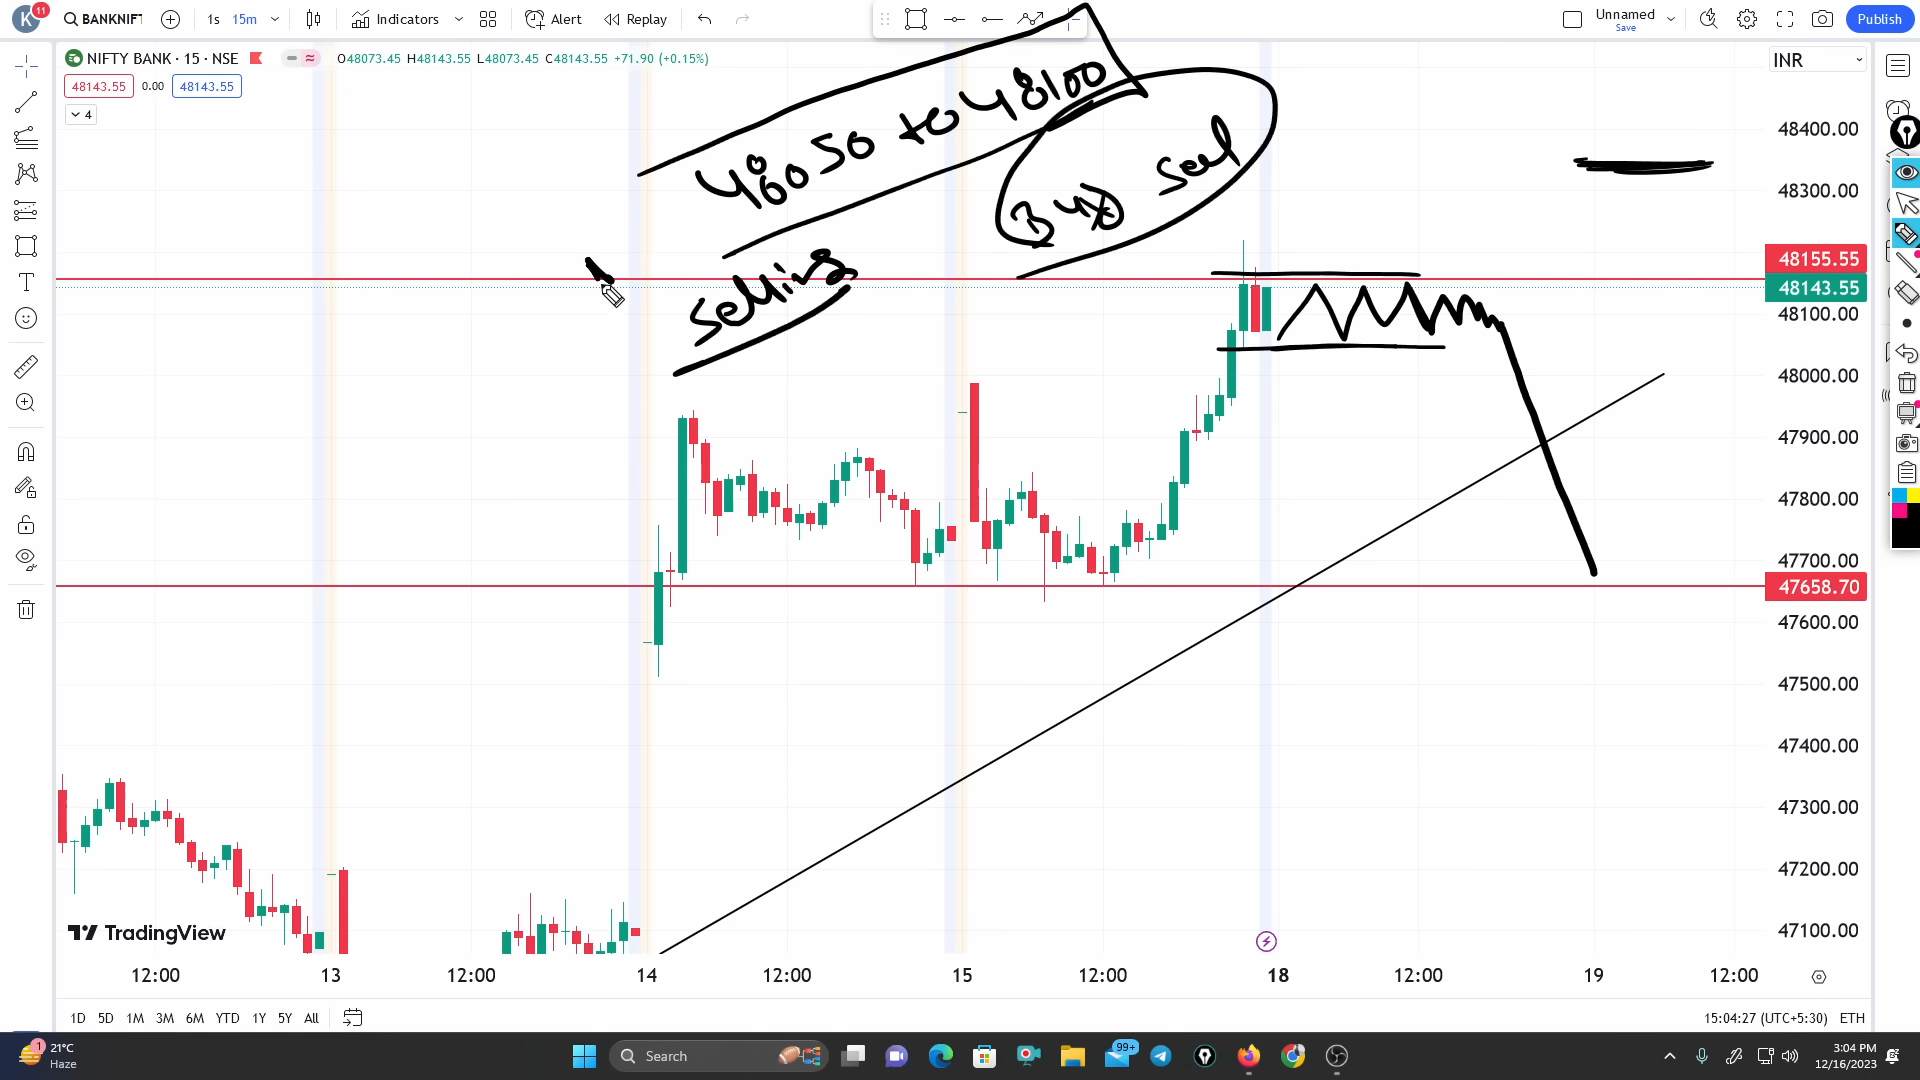 K 11 BANKNIFT 1s 15m Indicators Alert Replay Unnamed Save Publish
NIFTY BANK · 15 · NSE O48073.45 H48143.55 L48073.45 C48143.55 +71.90 (+0.15%) INR
48143.55 0.00 48143.55
4
48050 to 48100
Buy
selling
48400.00
48300.00
48155.55
48143.55
48100.00
48000.00
47900.00
47800.00
47700.00
47658.70
47600.00
47500.00
47400.00
47300.00
47200.00
47100.00
TradingView
12:00 13 12:00 14 12:00 15 12:00 18 12:00 19 12:00
1D 5D 1M 3M 6M YTD 1Y 5Y All 15:04:27 (UTC+5:30) ETH
1 21°C
Haze
Search
99+
3:04 PM
12/16/2023